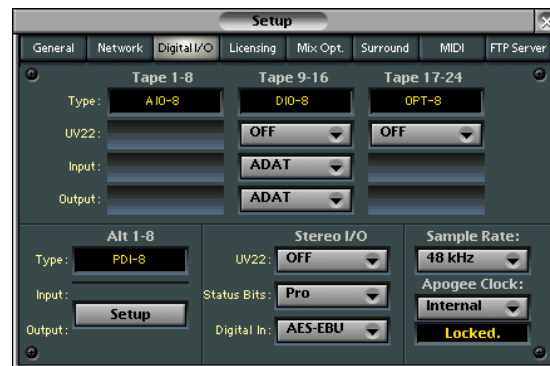 Setup
General Network Digital I/O Licensing Mix Opt. Surround MIDI FTP Server
Tape 1-8 Tape 9-16 Tape 17-24
Type: AIO-8 DIO-8 OPT-8
UV22: OFF OFF
Input: ADAT
Output: ADAT
Alt 1-8 Stereo I/O Sample Rate:
Type: PDI-8 UV22: OFF 48 kHz
Apogee Clock:
Input: Setup Status Bits: Pro Internal
Output: Digital In: AES-EBU Locked.